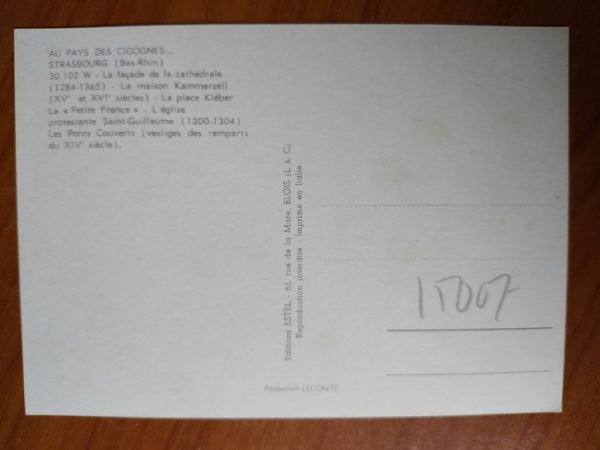 AU PAYS DES CIGOGNES...
STRASBOURG (Bas-Rhin)
30 102 W - La façade de la cathédrale
(1284-1365) - La maison Kammerzell
(XVe et XVIe siècles) - La place Kléber
La « Petite France » - L'église
protestante Saint-Guillaume (1300-1304)
Les Ponts Couverts (vestiges des remparts
du XIVe siècle).
Editions ESTEL - 63, rue de la Mare, BLOIS (L. & C.)
Reproduction interdite - Imprimé en Italie
Production LECONTE